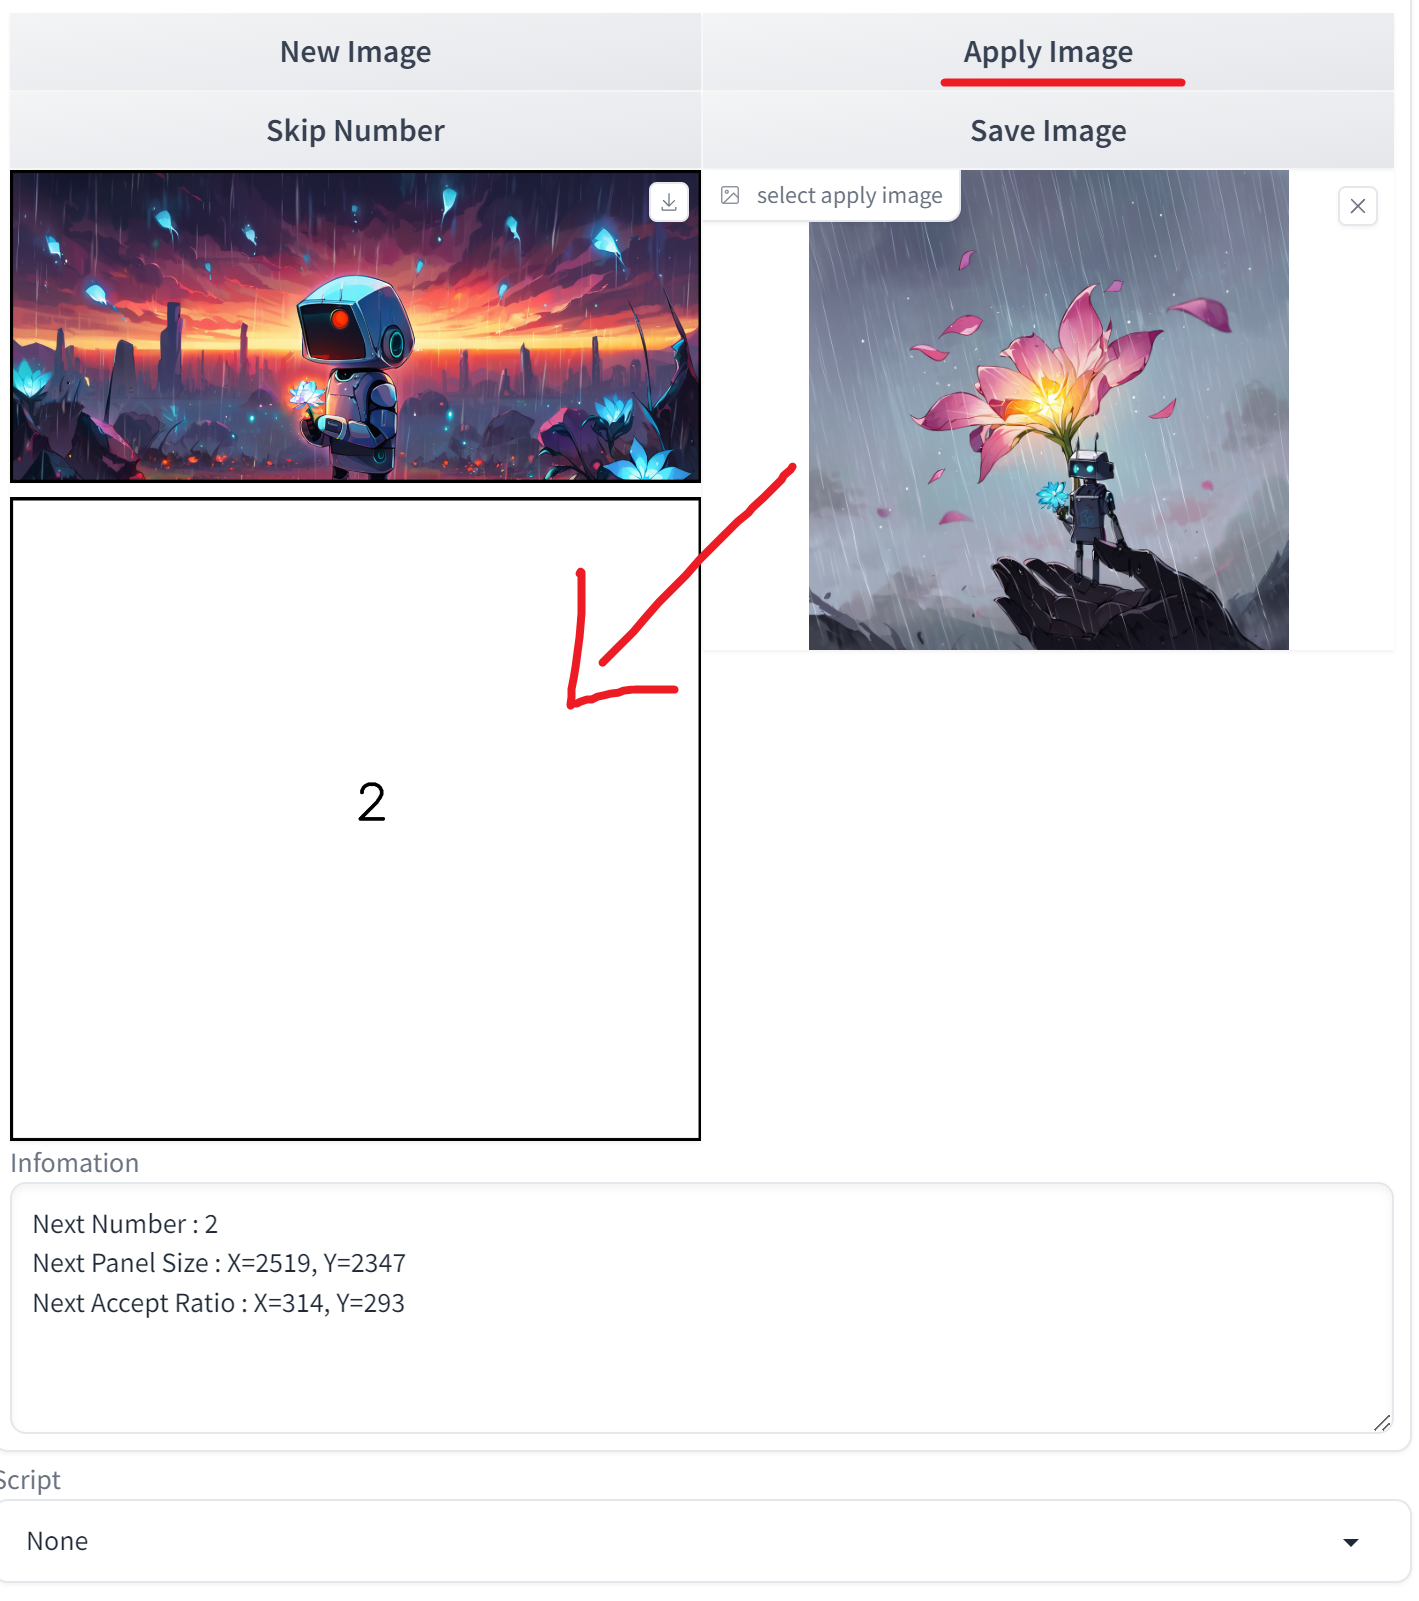 New Image
Apply Image
Skip Number
Save Image
select apply image
2
Infomation
Next Number : 2
Next Panel Size : X=2519, Y=2347
Next Accept Ratio : X=314, Y=293
Script
None